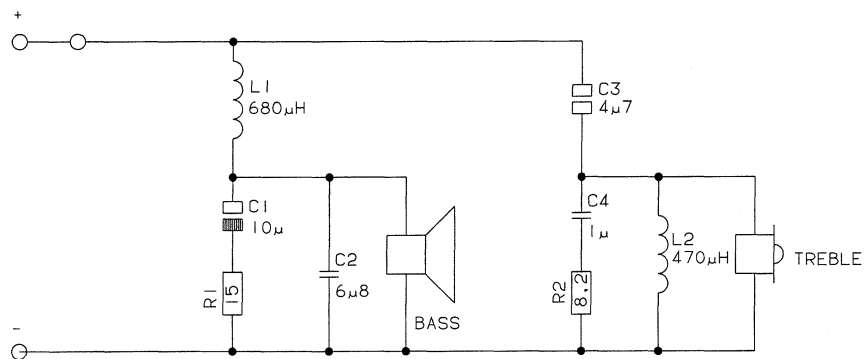 +
L1
680µH
C3
4µ7
C1
10µ
C4
1µ
L2
470µH
TREBLE
C2
6µ8
R1
15
R2
8,2
BASS
-